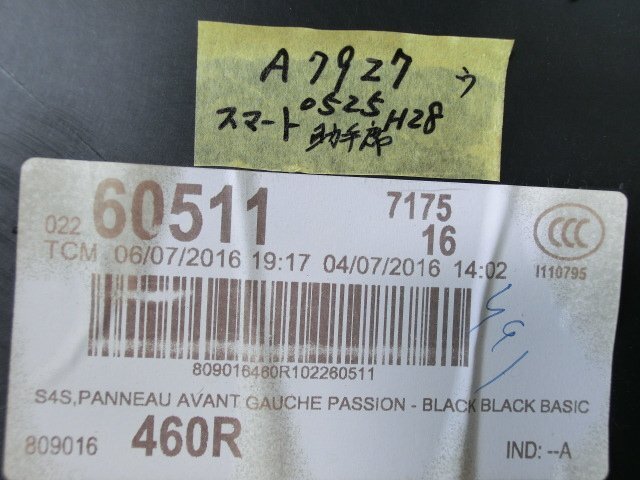 A7927 ウ
スマート 0525 H28
助手席
022 60511 7175
16
TCM 06/07/2016 19:17 04/07/2016 14:02
CCC
I110795
809016460R102260511
S4S,PANNEAU AVANT GAUCHE PASSION - BLACK BLACK BASIC
809016 460R IND: --A